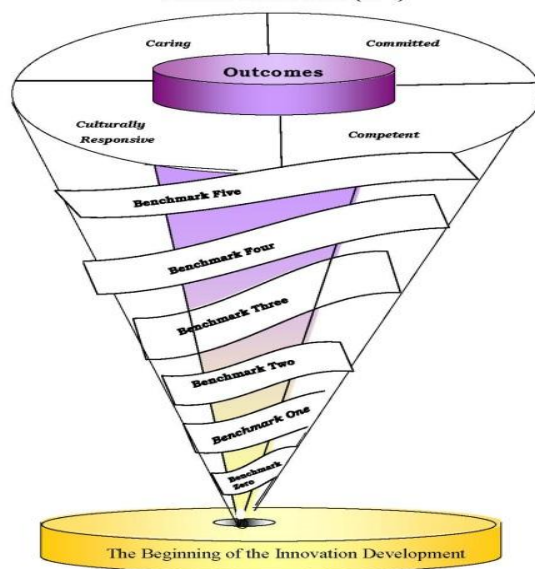 Caring
Committed
Outcomes
Culturally
Responsive
Competent
Benchmark Five
Benchmark Four
Benchmark Three
Benchmark Two
Benchmark One
Benchmark
Zero
The Beginning of the Innovation Development